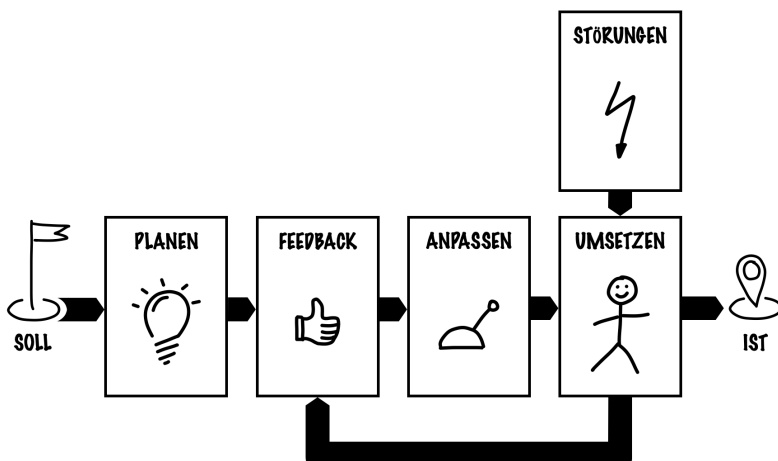 STÖRUNGEN
PLANEN
FEEDBACK
ANPASSEN
UMSETZEN
SOLL
IST